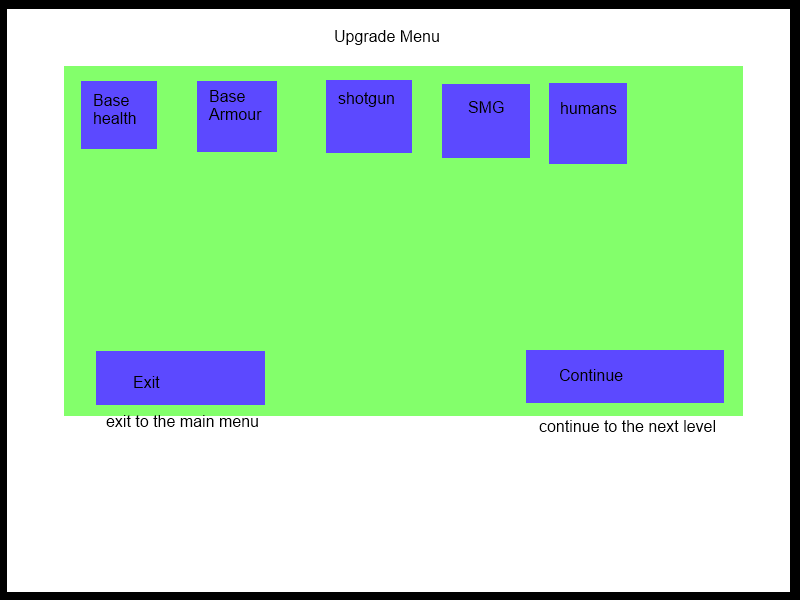 Upgrade Menu
Base
health
Base
Armour
shotgun
SMG
humans
Exit
Continue
exit to the main menu
continue to the next level